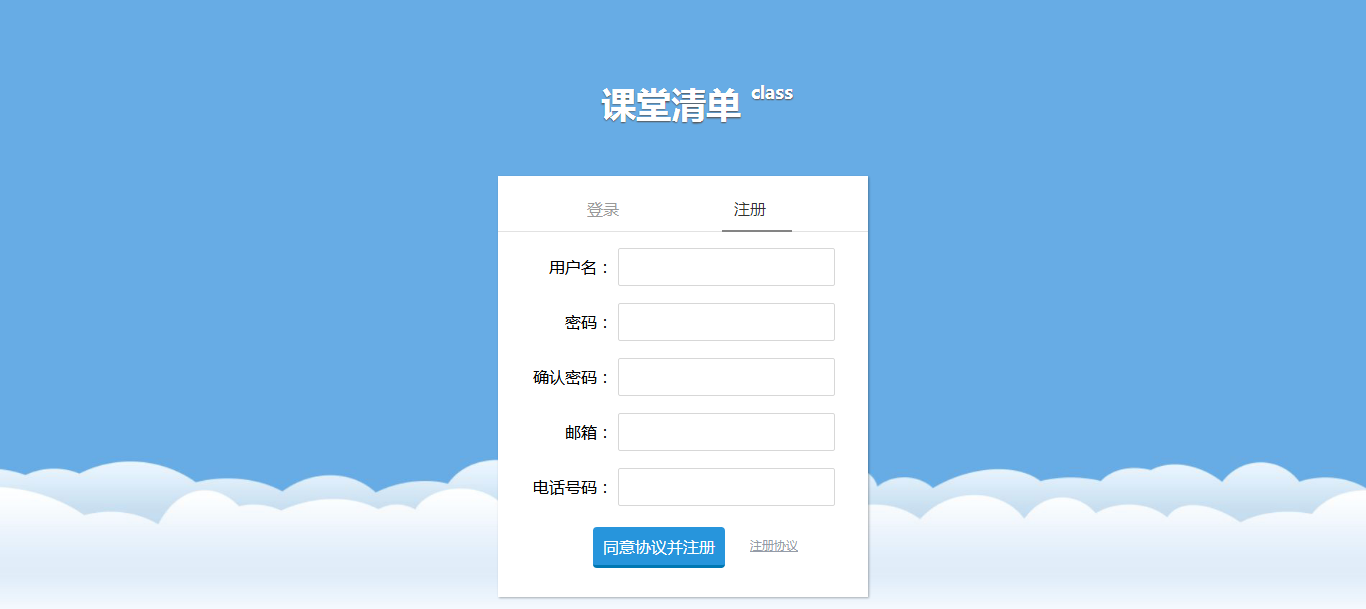 课堂清单 class
登录 注册
用户名：
密码：
确认密码：
邮箱：
电话号码：
同意协议并注册 注册协议